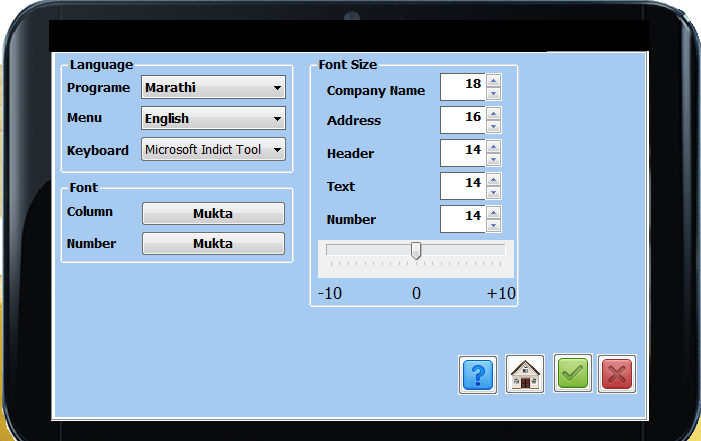 Language
Programe Marathi
Menu English
Keyboard Microsoft Indict Tool
Font
Column Mukta
Number Mukta
Font Size
Company Name 18
Address 16
Header 14
Text 14
Number 14
-10 0 +10
?